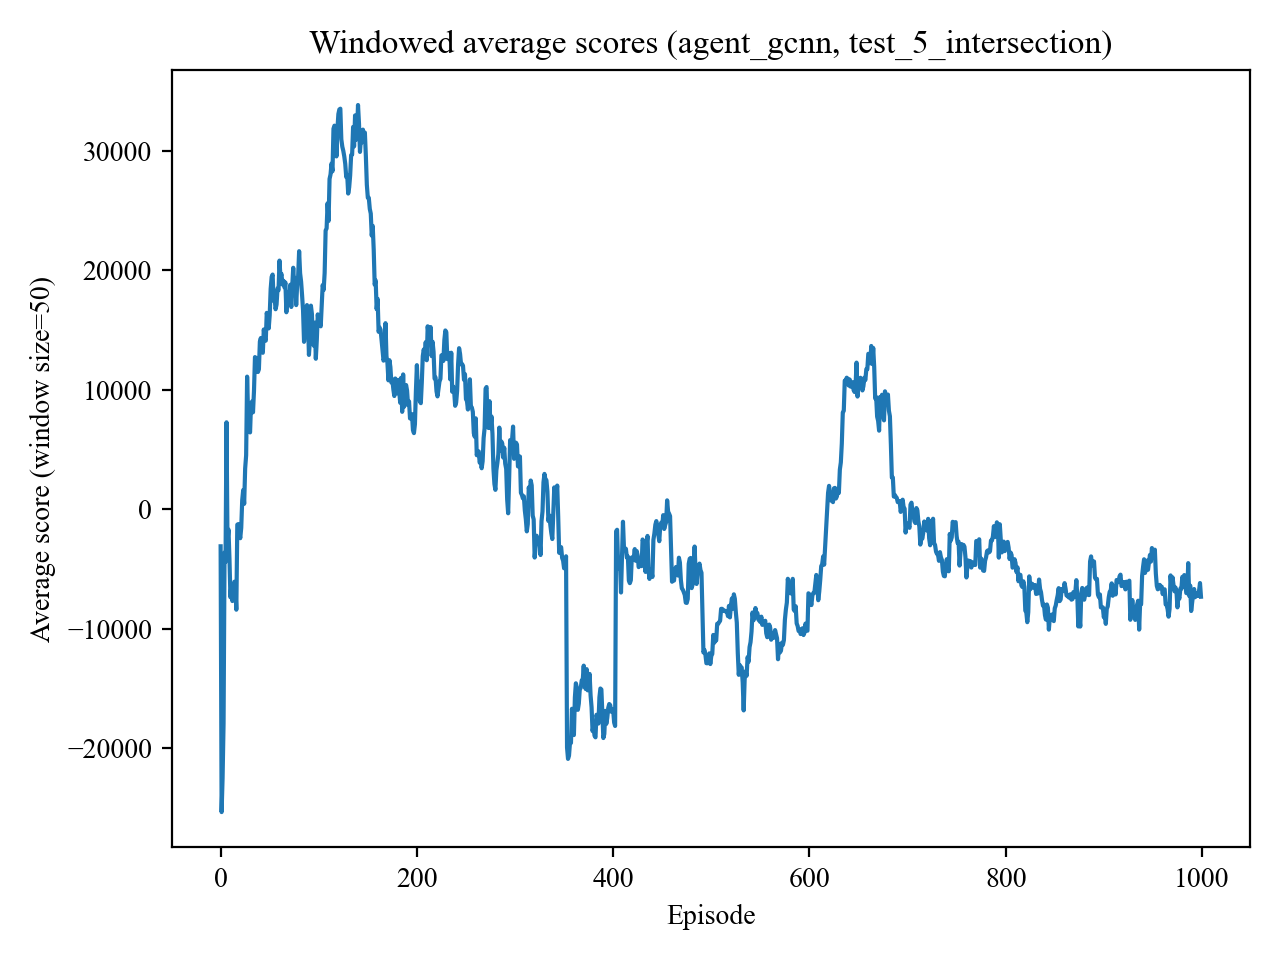 Windowed average scores (agent_gcnn, test_5_intersection)
Average score (window size=50)
30000
20000
10000
0
−10000
−20000
0 200 400 600 800 1000
Episode